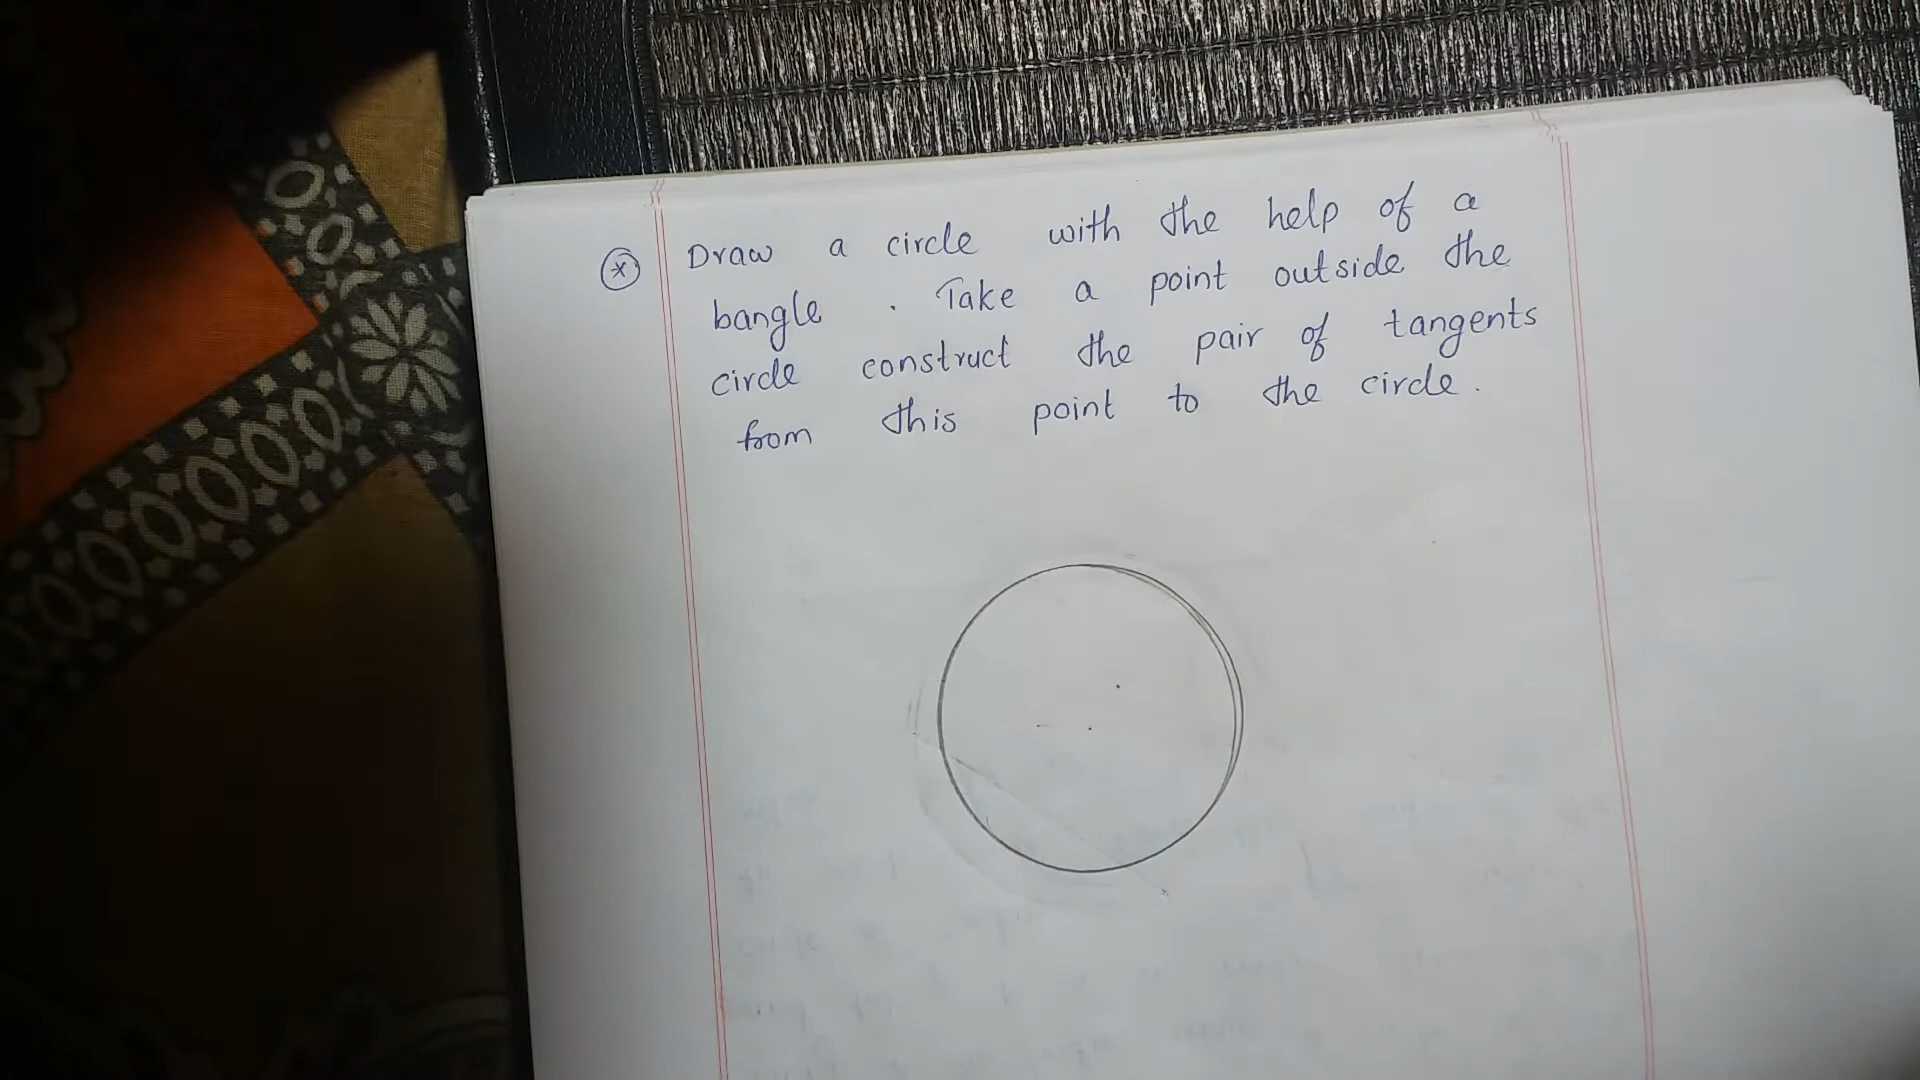 (*) Draw a circle with the help of a
bangle . Take a point outside the
circle construct the pair of tangents
from this point to the circle.